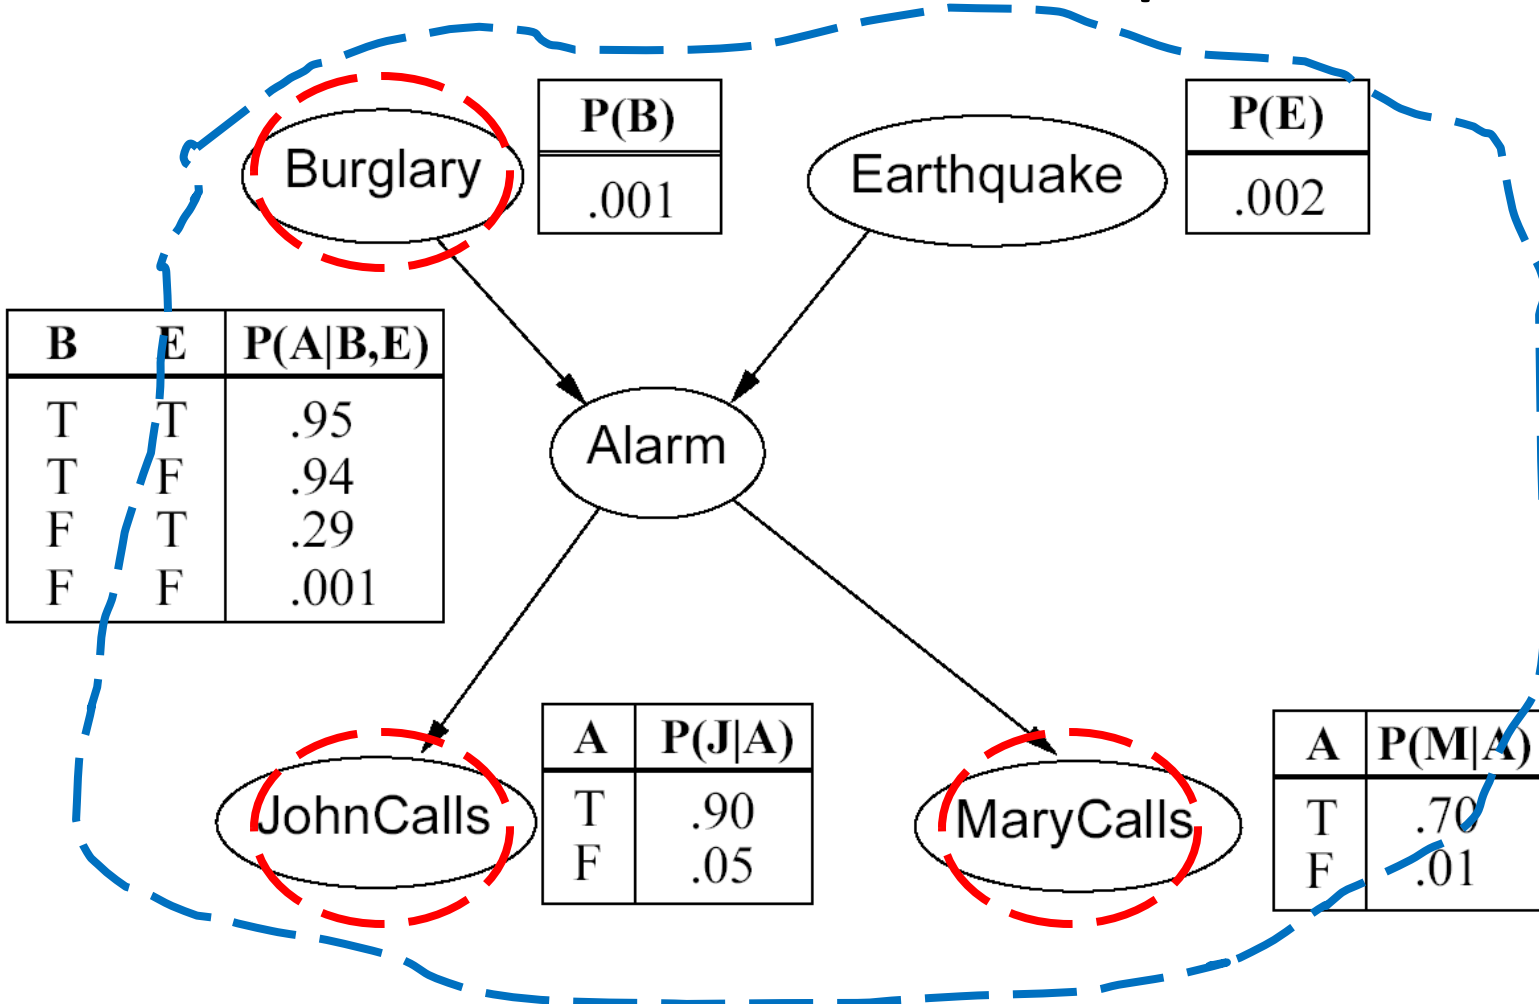 Burglary
P(B)
.001
Earthquake
P(E)
.002
B E P(A|B,E)
T T .95
T F .94
F T .29
F F .001
Alarm
JohnCalls
A P(J|A)
T .90
F .05
MaryCalls
A P(M|A)
T .70
F .01